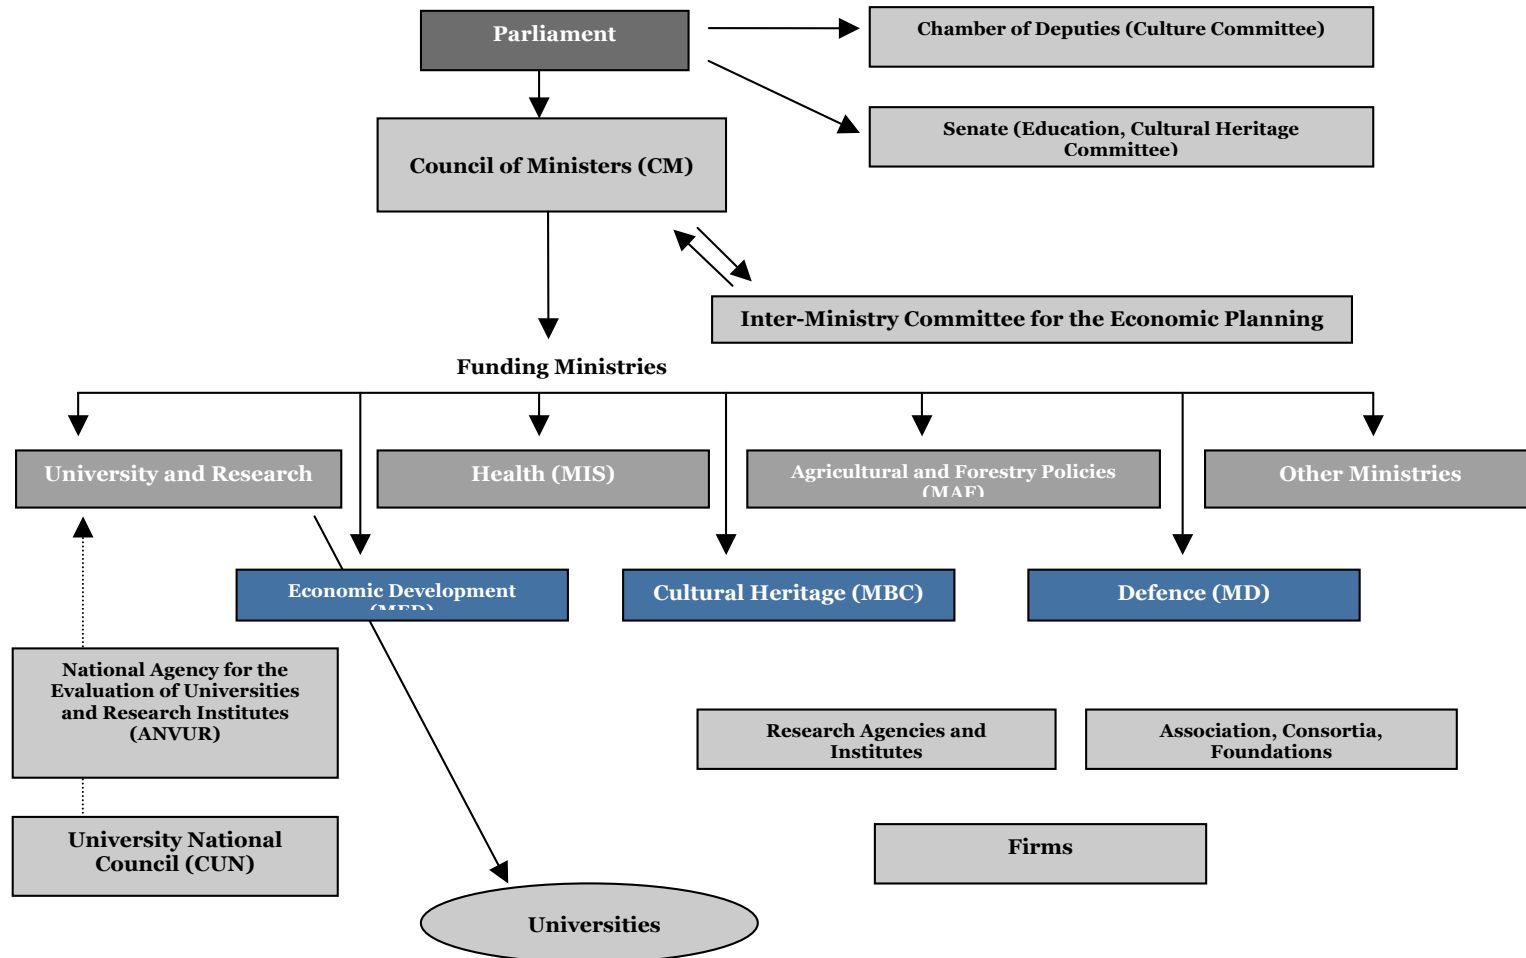 Parliament
Chamber of Deputies (Culture Committee)
Senate (Education, Cultural Heritage
Committee)
Council of Ministers (CM)
Inter-Ministry Committee for the Economic Planning
Funding Ministries
University and Research
Health (MIS)
Agricultural and Forestry Policies
(MAF)
Other Ministries
Economic Development
(MED)
Cultural Heritage (MBC)
Defence (MD)
National Agency for the
Evaluation of Universities
and Research Institutes
(ANVUR)
Research Agencies and
Institutes
Association, Consortia,
Foundations
University National
Council (CUN)
Firms
Universities